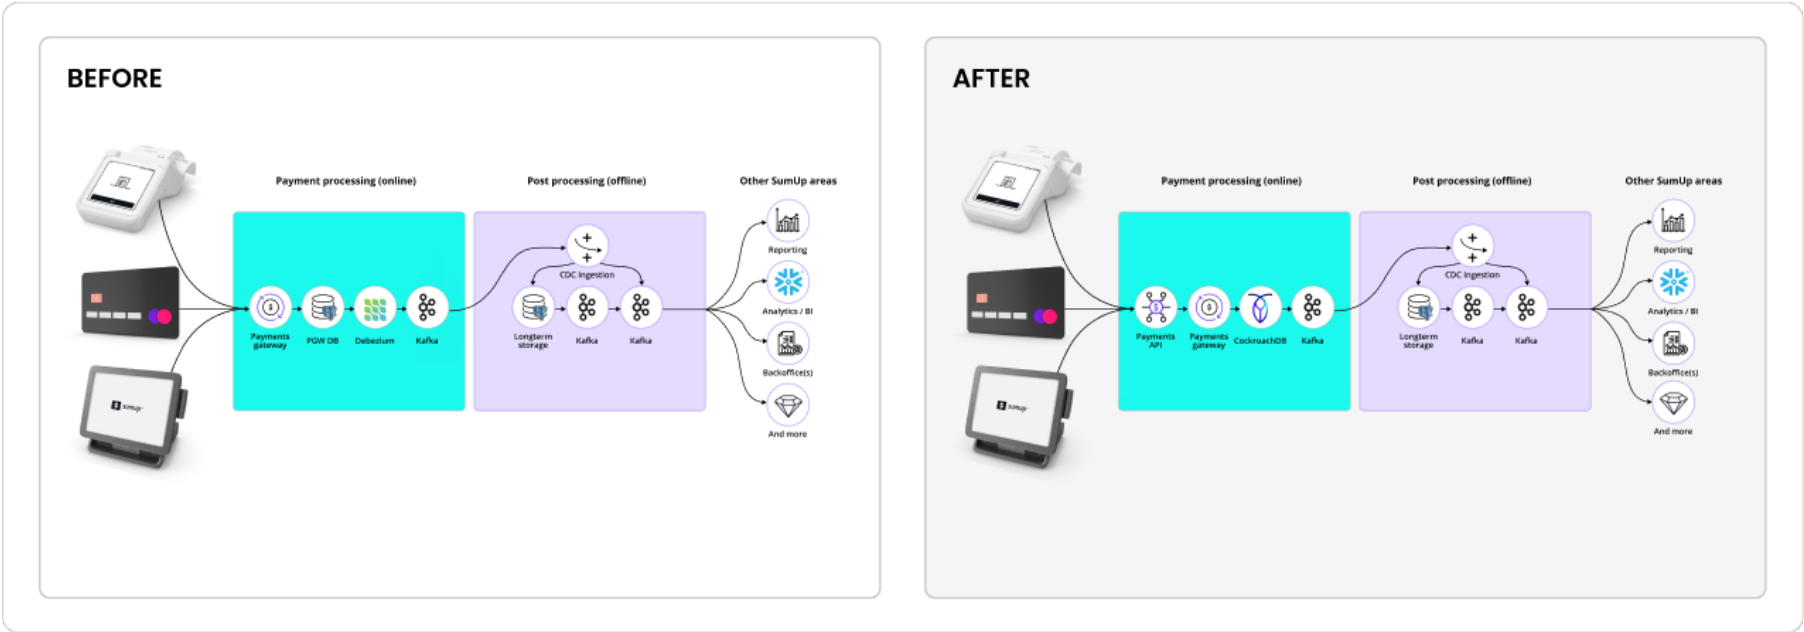 BEFORE
Payment processing (online)
Post processing (offline)
Other SumUp areas
CDC Ingestion
Payments
gateway
PGW DB
Debezium
Kafka
Longterm
storage
Kafka
Kafka
Reporting
Analytics / BI
Backoffice(s)
And more
sumup
AFTER
Payment processing (online)
Post processing (offline)
Other SumUp areas
CDC Ingestion
Payments
API
Payments
gateway
CockroachDB
Kafka
Longterm
storage
Kafka
Kafka
Reporting
Analytics / BI
Backoffice(s)
And more
sumup